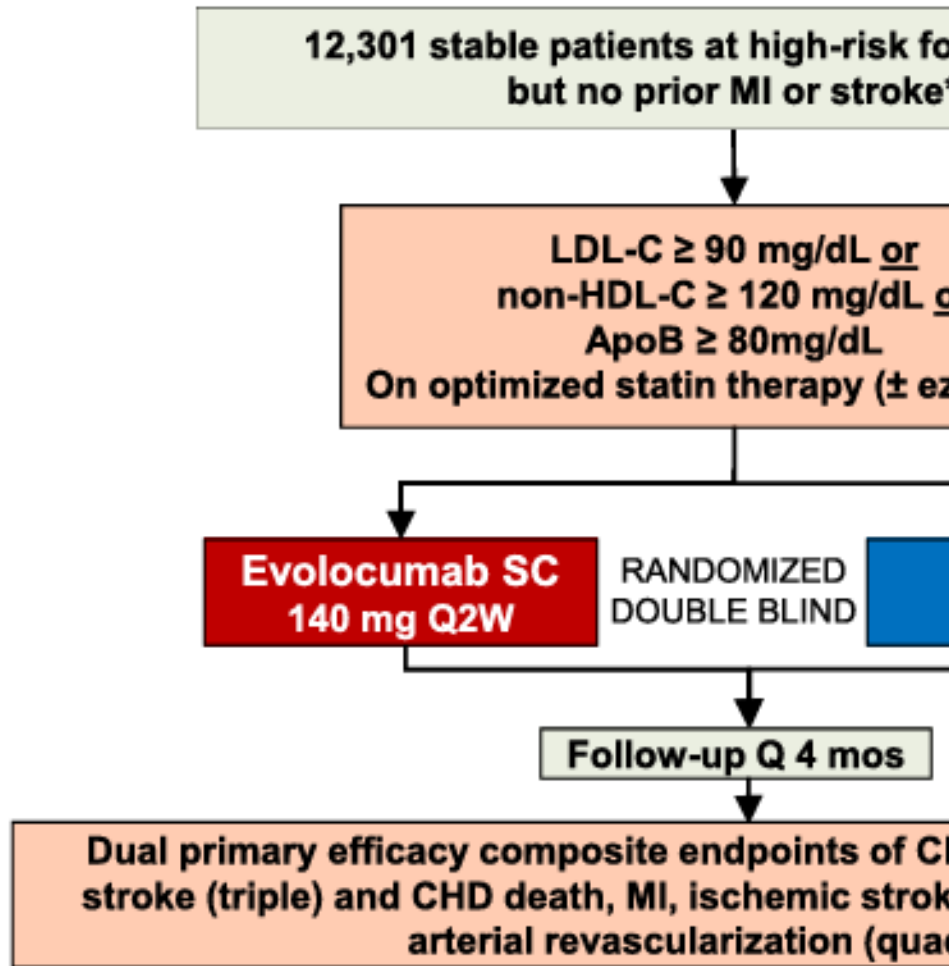 12,301 stable patients at high-risk fo
but no prior MI or stroke*
LDL-C ≥ 90 mg/dL or
non-HDL-C ≥ 120 mg/dL o
ApoB ≥ 80mg/dL
On optimized statin therapy (± ez
Evolocumab SC
140 mg Q2W
RANDOMIZED
DOUBLE BLIND
Follow-up Q 4 mos
Dual primary efficacy composite endpoints of C
stroke (triple) and CHD death, MI, ischemic strok
arterial revascularization (qua